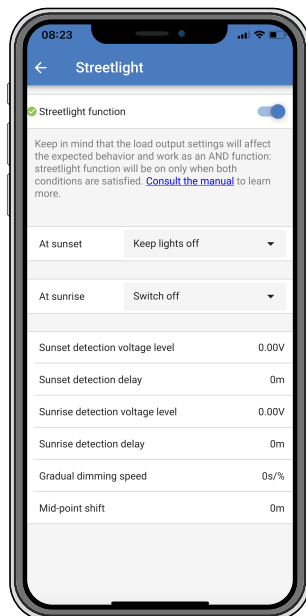 08:23
Streetlight
Streetlight function
Keep in mind that the load output settings will affect
the expected behavior and work as an AND function:
streetlight function will be on only when both
conditions are satisfied. Consult the manual to learn
more.
At sunset Keep lights off
At sunrise Switch off
Sunset detection voltage level 0.00V
Sunset detection delay 0m
Sunrise detection voltage level 0.00V
Sunrise detection delay 0m
Gradual dimming speed 0s/%
Mid-point shift 0m